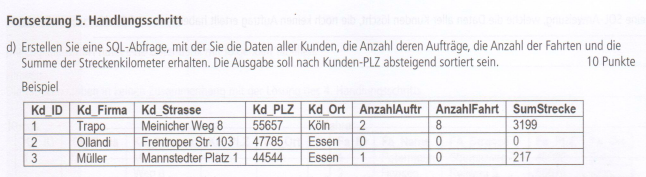 Fortsetzung 5. Handlungsschritt
d) Erstellen Sie eine SQL-Abfrage, mit der Sie die Daten aller Kunden, die Anzahl deren Aufträge, die Anzahl der Fahrten und die
Summe der Streckenkilometer erhalten. Die Ausgabe soll nach Kunden-PLZ absteigend sortiert sein. 10 Punkte
Beispiel
Kd_ID Kd_Firma Kd_Strasse Kd_PLZ Kd_Ort AnzahlAuftr AnzahlFahrt SumStrecke
1 Trapo Meinicher Weg 8 55657 Köln 2 8 3199
2 Ollandi Frentroper Str. 103 47785 Essen 0 0 0
3 Müller Mannstedter Platz 1 44544 Essen 1 0 217